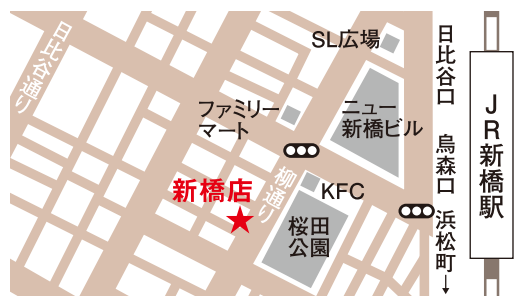 SL広場
日比谷口
日比谷通り
ファミリー
マート
ニュー
新橋ビル
JR新橋駅
烏森口
新橋店
柳通り
KFC
桜田
公園
浜松町
↓